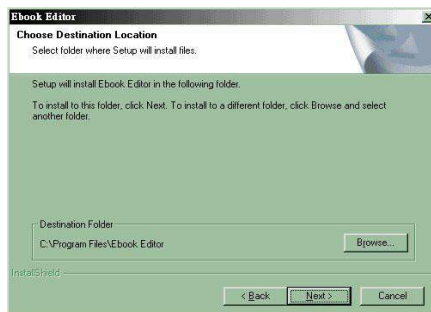 Ebook Editor
Choose Destination Location
Select folder where Setup will install files.
Setup will install Ebook Editor in the following folder.
To install to this folder, click Next. To install to a different folder, click Browse and select
another folder.
Destination Folder
C:\Program Files\Ebook Editor
Browse...
InstallShield
< Back
Next >
Cancel